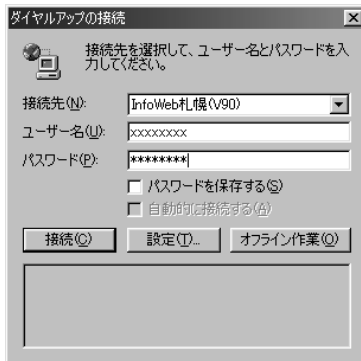 ダイヤルアップの接続
接続先を選択して、ユーザー名とパスワードを入
力してください。
接続先(N):
InfoWeb札幌(V90)
ユーザー名(U):
xxxxxxxx
パスワード(P):
********
パスワードを保存する(S)
自動的に接続する(A)
接続(C)
設定(T)...
オフライン作業(O)